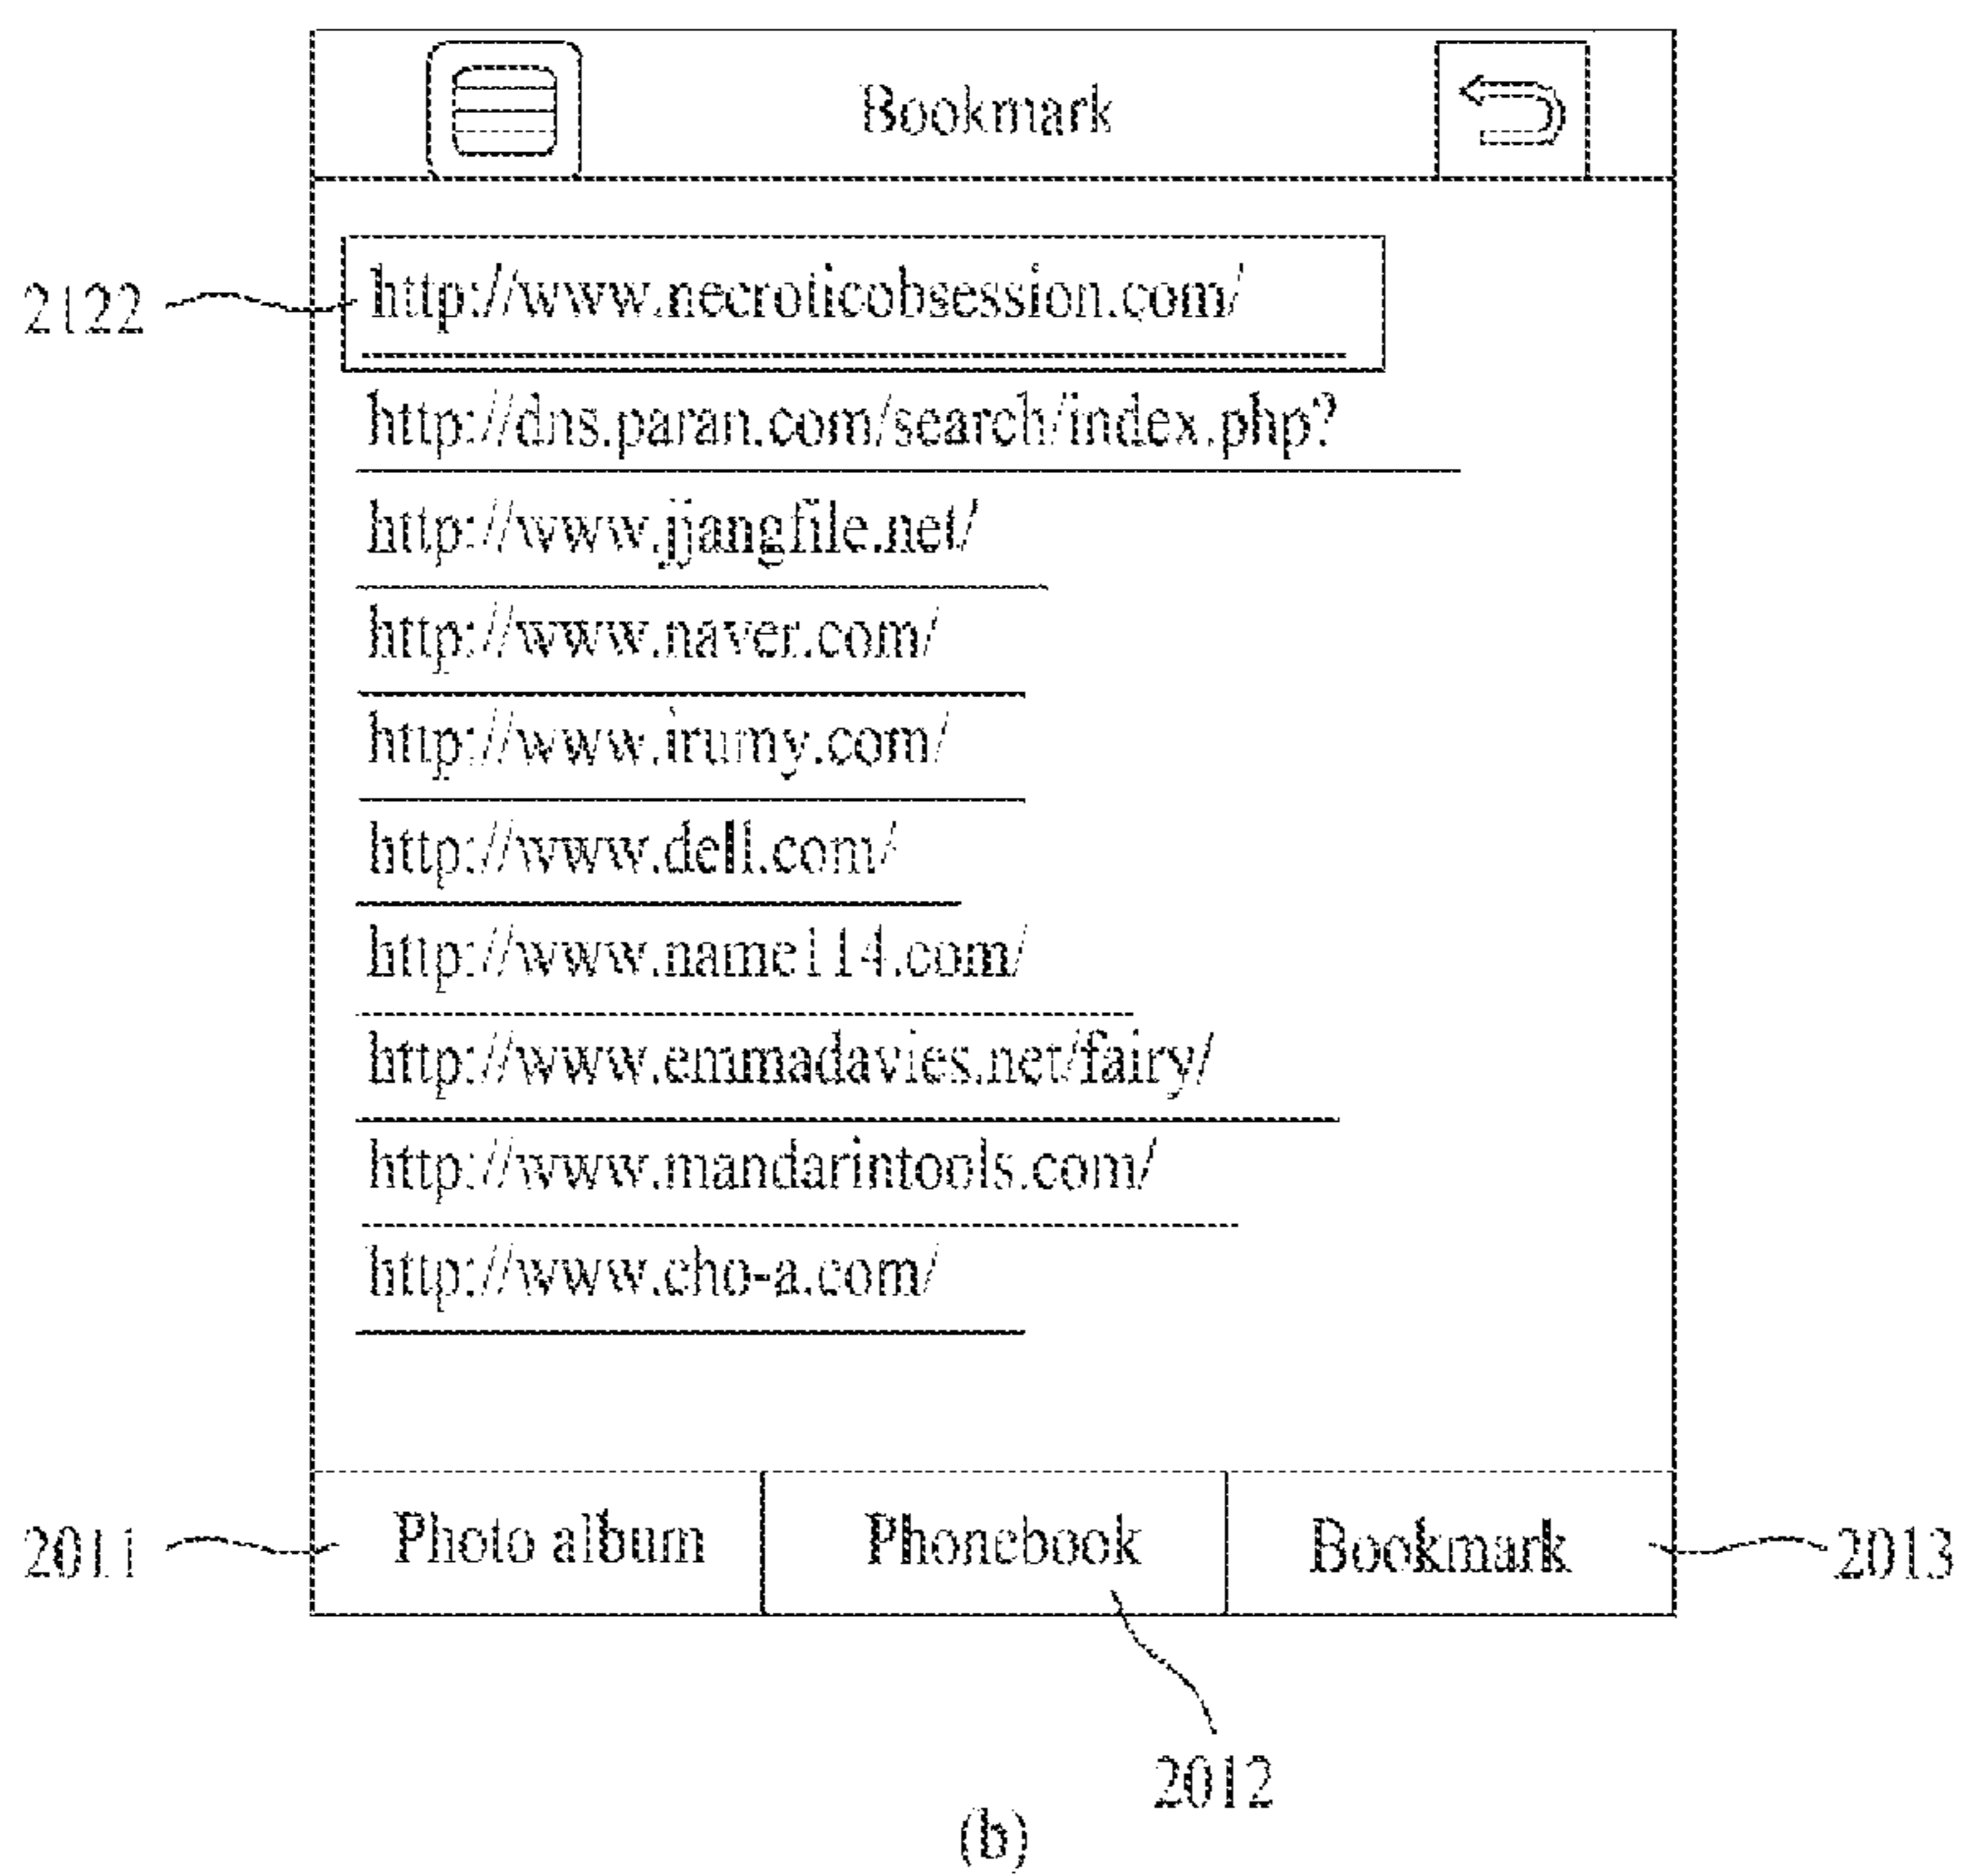 Bookmark
2122
http://www.necroticobsession.com/
http://dns.paran.com/search/index.php?
http://www.jjangfile.net/
http://www.naver.com/
http://www.irumy.com/
http://www.dell.com/
http://www.name114.com/
http://www.emmadavies.net/fairy/
http://www.mandarintools.com/
http://www.cho-a.com/
2011 Photo album Phonebook Bookmark 2013
2012
(b)